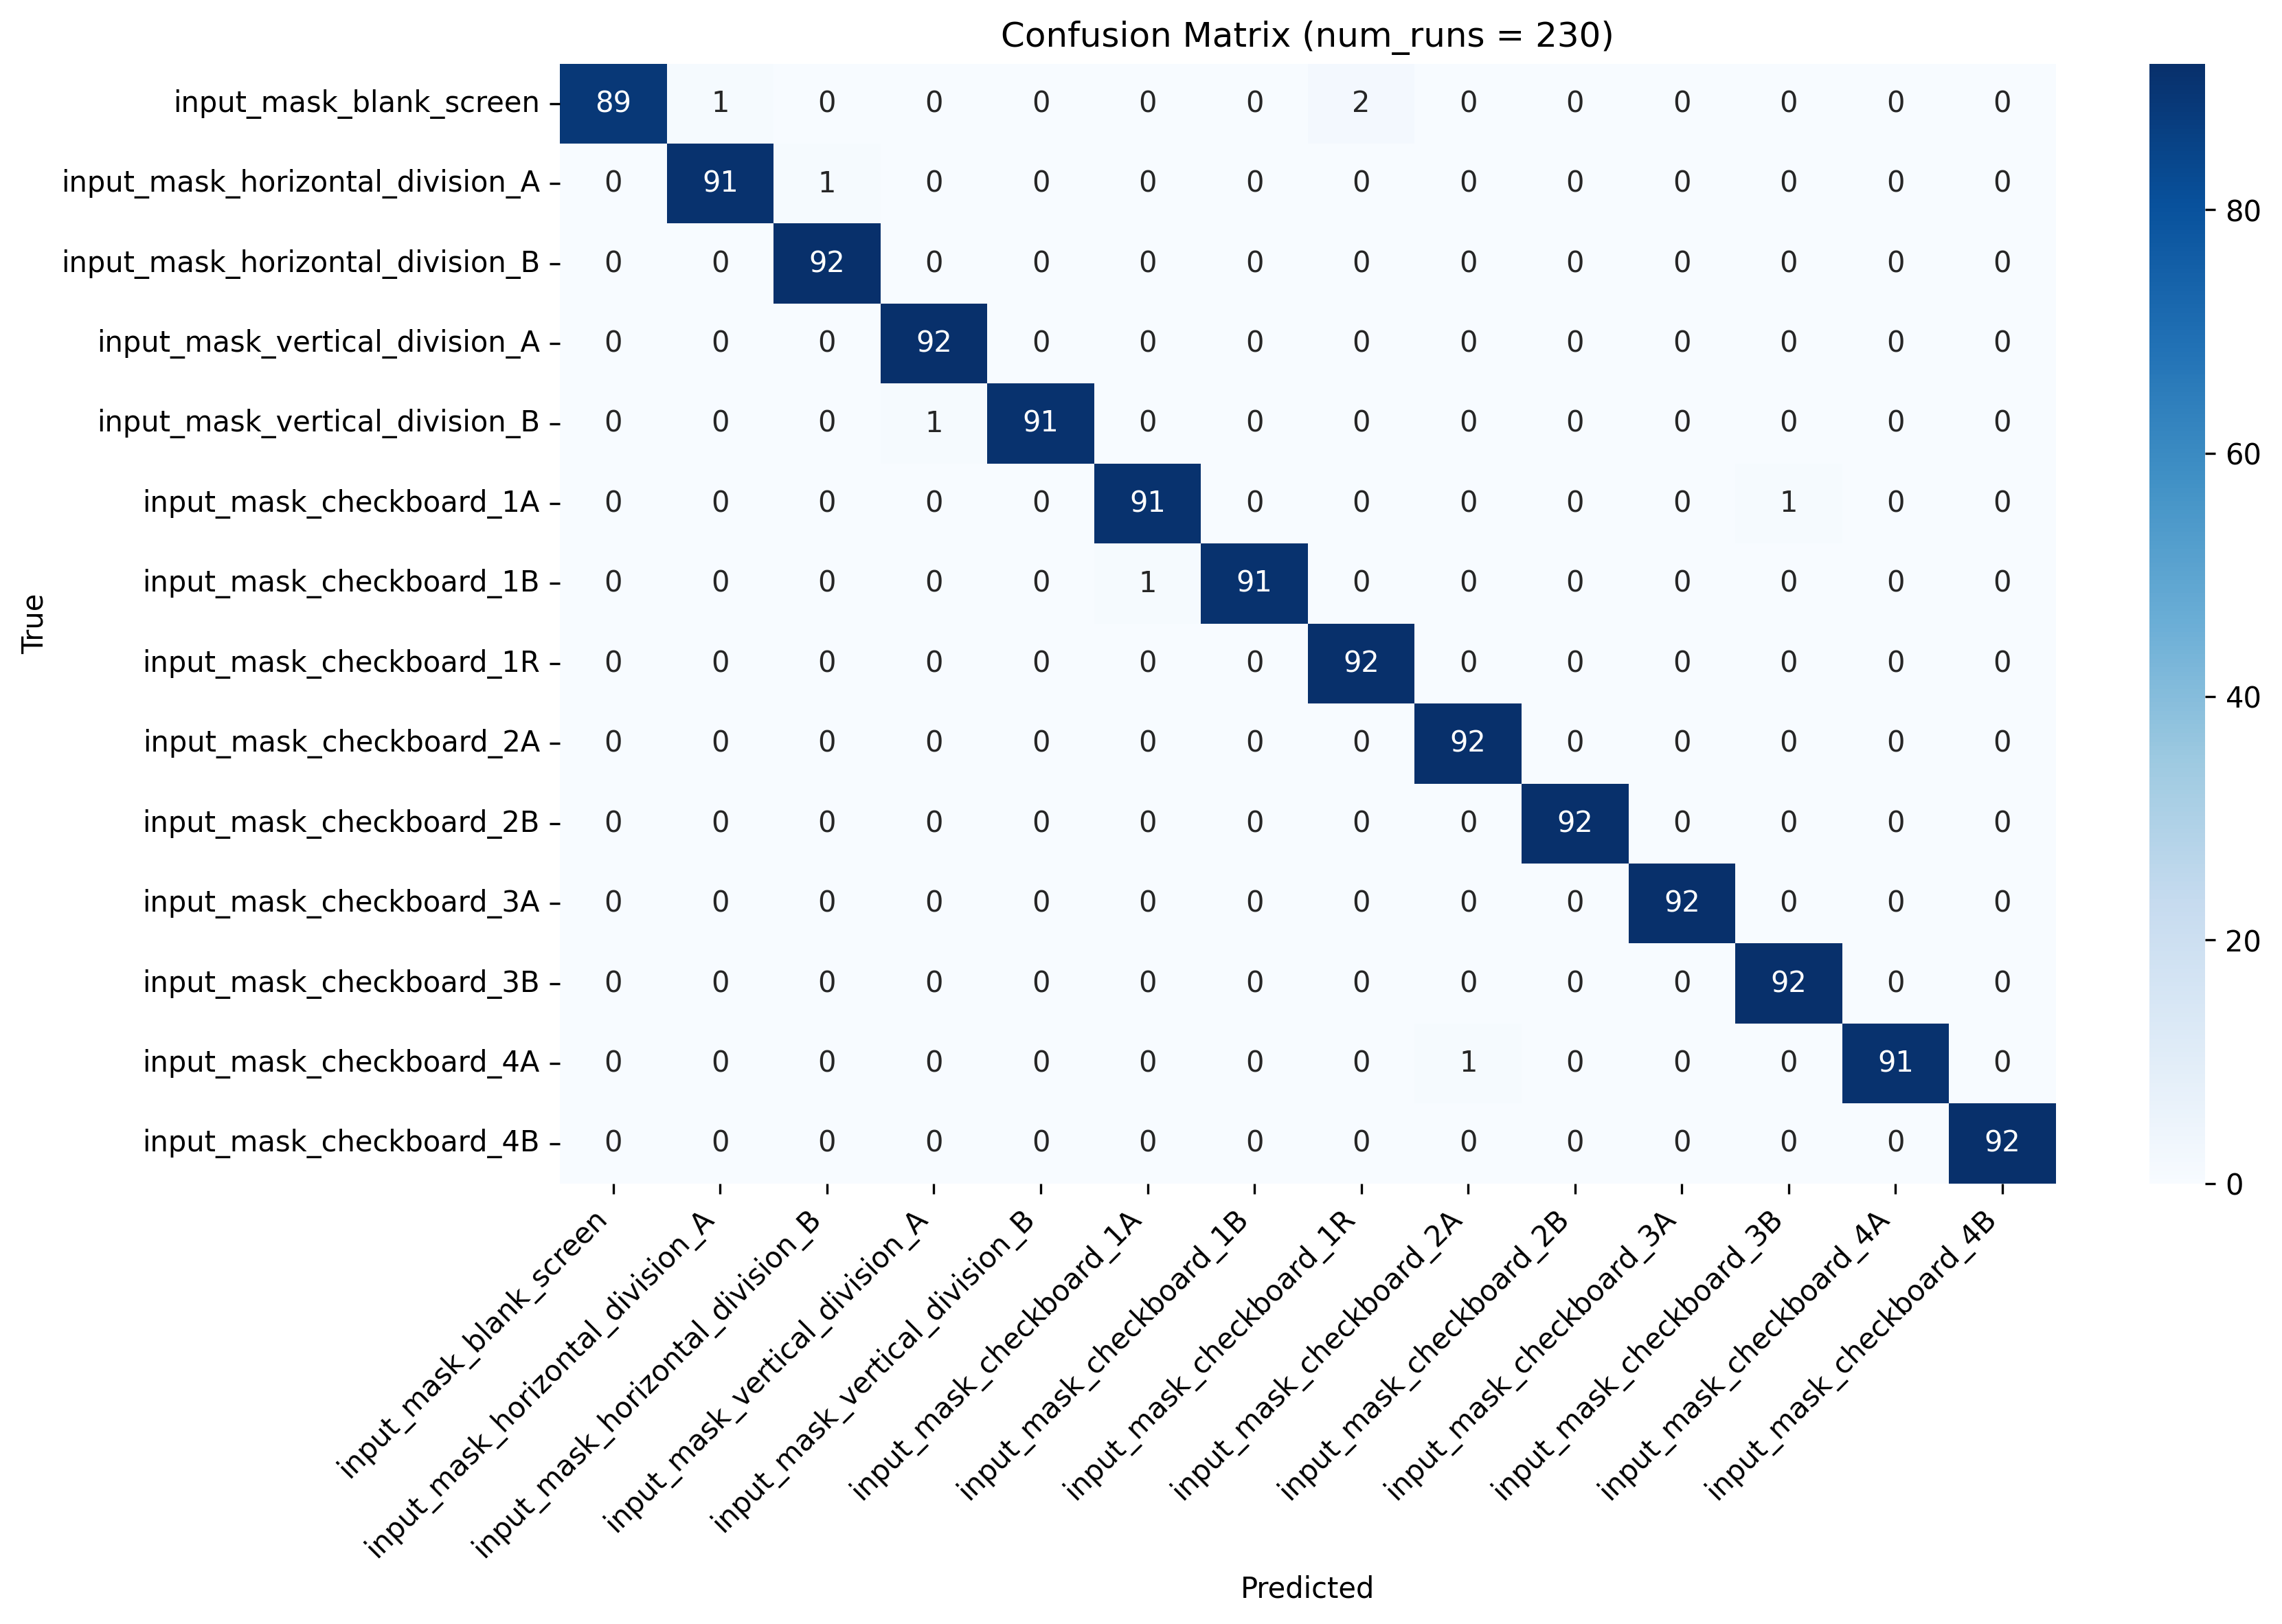 Confusion Matrix (num_runs = 230)
input_mask_blank_screen 89 1 0 0 0 0 0 2 0 0 0 0 0 0
input_mask_horizontal_division_A 0 91 1 0 0 0 0 0 0 0 0 0 0 0
input_mask_horizontal_division_B 0 0 92 0 0 0 0 0 0 0 0 0 0 0
input_mask_vertical_division_A 0 0 0 92 0 0 0 0 0 0 0 0 0 0
input_mask_vertical_division_B 0 0 0 1 91 0 0 0 0 0 0 0 0 0
input_mask_checkboard_1A 0 0 0 0 0 91 0 0 0 0 0 1 0 0
input_mask_checkboard_1B 0 0 0 0 0 1 91 0 0 0 0 0 0 0
input_mask_checkboard_1R 0 0 0 0 0 0 0 92 0 0 0 0 0 0
input_mask_checkboard_2A 0 0 0 0 0 0 0 0 92 0 0 0 0 0
input_mask_checkboard_2B 0 0 0 0 0 0 0 0 0 92 0 0 0 0
input_mask_checkboard_3A 0 0 0 0 0 0 0 0 0 0 92 0 0 0
input_mask_checkboard_3B 0 0 0 0 0 0 0 0 0 0 0 92 0 0
input_mask_checkboard_4A 0 0 0 0 0 0 0 0 1 0 0 0 91 0
input_mask_checkboard_4B 0 0 0 0 0 0 0 0 0 0 0 0 0 92
True
input_mask_blank_screen
input_mask_horizontal_division_A
input_mask_horizontal_division_B
input_mask_vertical_division_A
input_mask_vertical_division_B
input_mask_checkboard_1A
input_mask_checkboard_1B
input_mask_checkboard_1R
input_mask_checkboard_2A
input_mask_checkboard_2B
input_mask_checkboard_3A
input_mask_checkboard_3B
input_mask_checkboard_4A
input_mask_checkboard_4B
Predicted
80
60
40
20
0